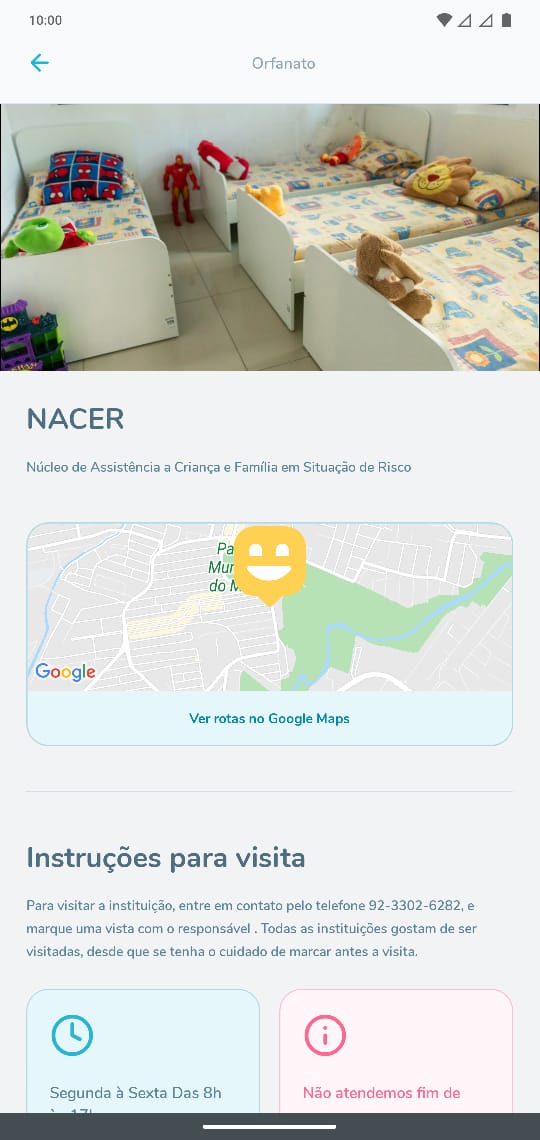 10:00
Orfanato
NACER
Núcleo de Assistência a Criança e Família em Situação de Risco
do
Google
Ver rotas no Google Maps
Instruções para visita
Para visitar a instituição, entre em contato pelo telefone 92-3302-6282, e
marque uma vista com o responsável . Todas as instituições gostam de ser
visitadas, desde que se tenha o cuidado de marcar antes a visita.
Segunda à Sexta Das 8h
Não atendemos fim de